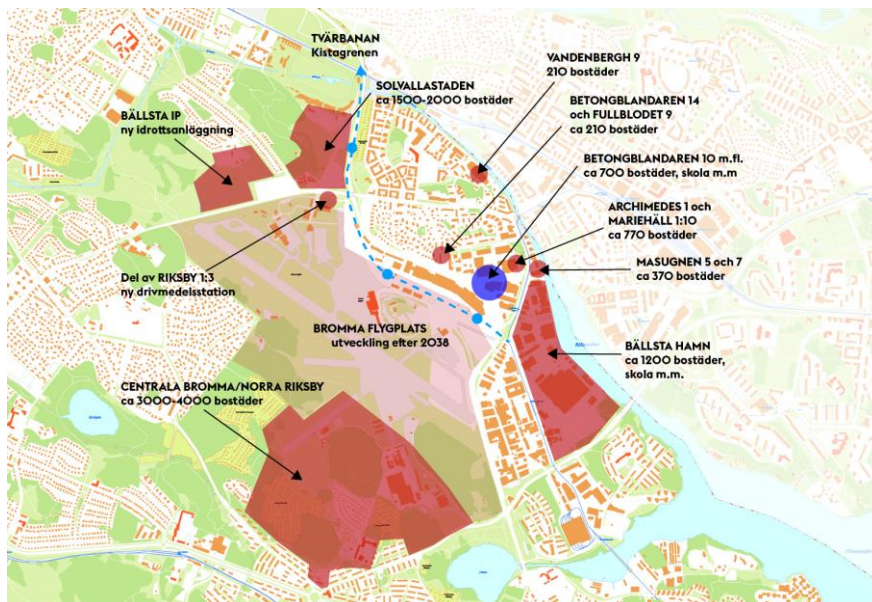 TVÄRBANAN
Kistagrenen
VANDENBERGH 9
210 bostäder
SOLVALLASTADEN
ca 1500-2000 bostäder
BETONGBLANDAREN 14
och FULLBLODET 9
ca 210 bostäder
BÄLLSTA IP
ny idrottsanläggning
BETONGBLANDAREN 10 m.fl.
ca 700 bostäder, skola m.m
ARCHIMEDES 1 och
MARIEHÄLL 1:10
ca 770 bostäder
MASUGNEN 5 och 7
ca 370 bostäder
Del av RIKSBY 1:3
ny drivmedelsstation
BROMMA FLYGPLATS
utveckling efter 2038
BÄLLSTA HAMN
ca 1200 bostäder,
skola m.m.
CENTRALA BROMMA/NORRA RIKSBY
ca 3000-4000 bostäder